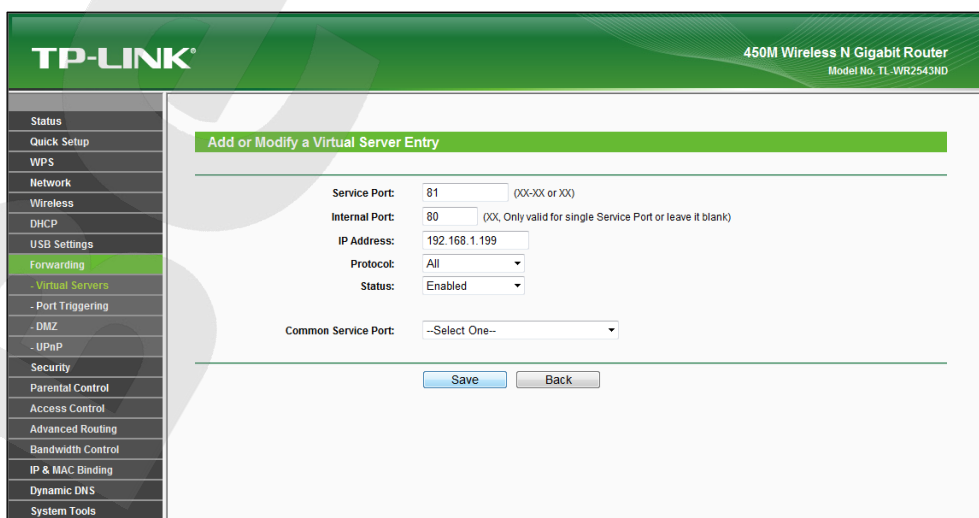 TP-LINK®
450M Wireless N Gigabit Router
Model No. TL-WR2543ND
Status
Quick Setup
WPS
Network
Wireless
DHCP
USB Settings
Forwarding
- Virtual Servers
- Port Triggering
- DMZ
- UPnP
Security
Parental Control
Access Control
Advanced Routing
Bandwidth Control
IP & MAC Binding
Dynamic DNS
System Tools
Add or Modify a Virtual Server Entry
Service Port: 81 (XX-XX or XX)
Internal Port: 80 (XX, Only valid for single Service Port or leave it blank)
IP Address: 192.168.1.199
Protocol: All
Status: Enabled
Common Service Port: --Select One--
Save Back